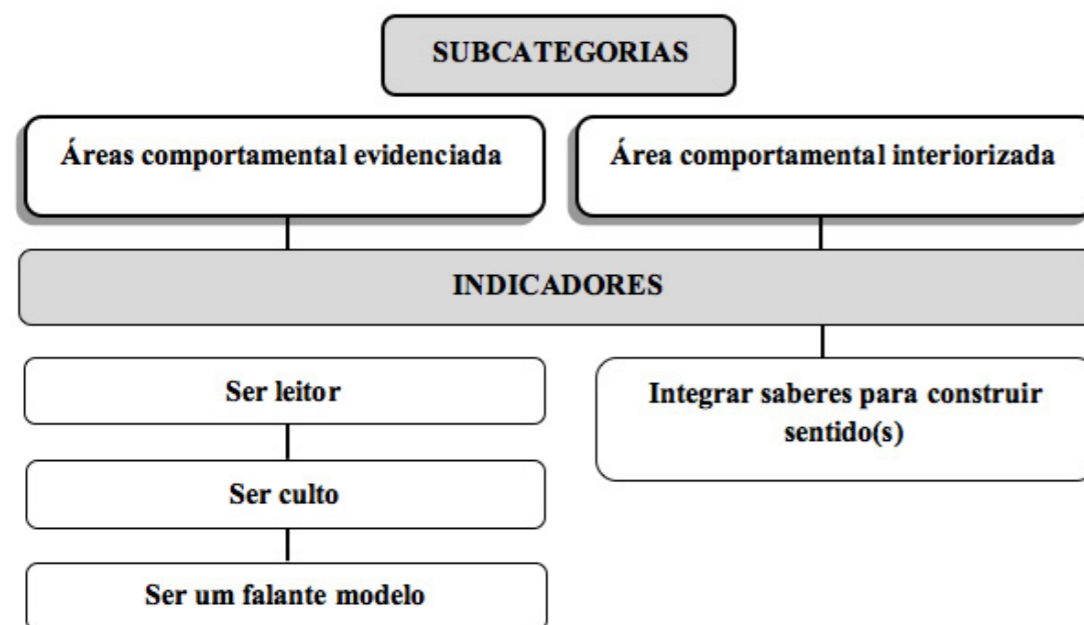 SUBCATEGORIAS
Áreas comportamental evidenciada
Área comportamental interiorizada
INDICADORES
Ser leitor
Integrar saberes para construir
sentido(s)
Ser culto
Ser um falante modelo